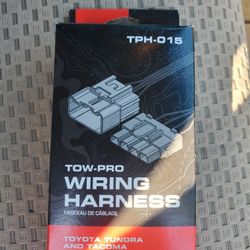 TPH-015
TOW-PRO
WIRING
HARNESS
FAISCEAU DE CÂBLAGE
TOYOTA TUNDRA
AND TACOMA